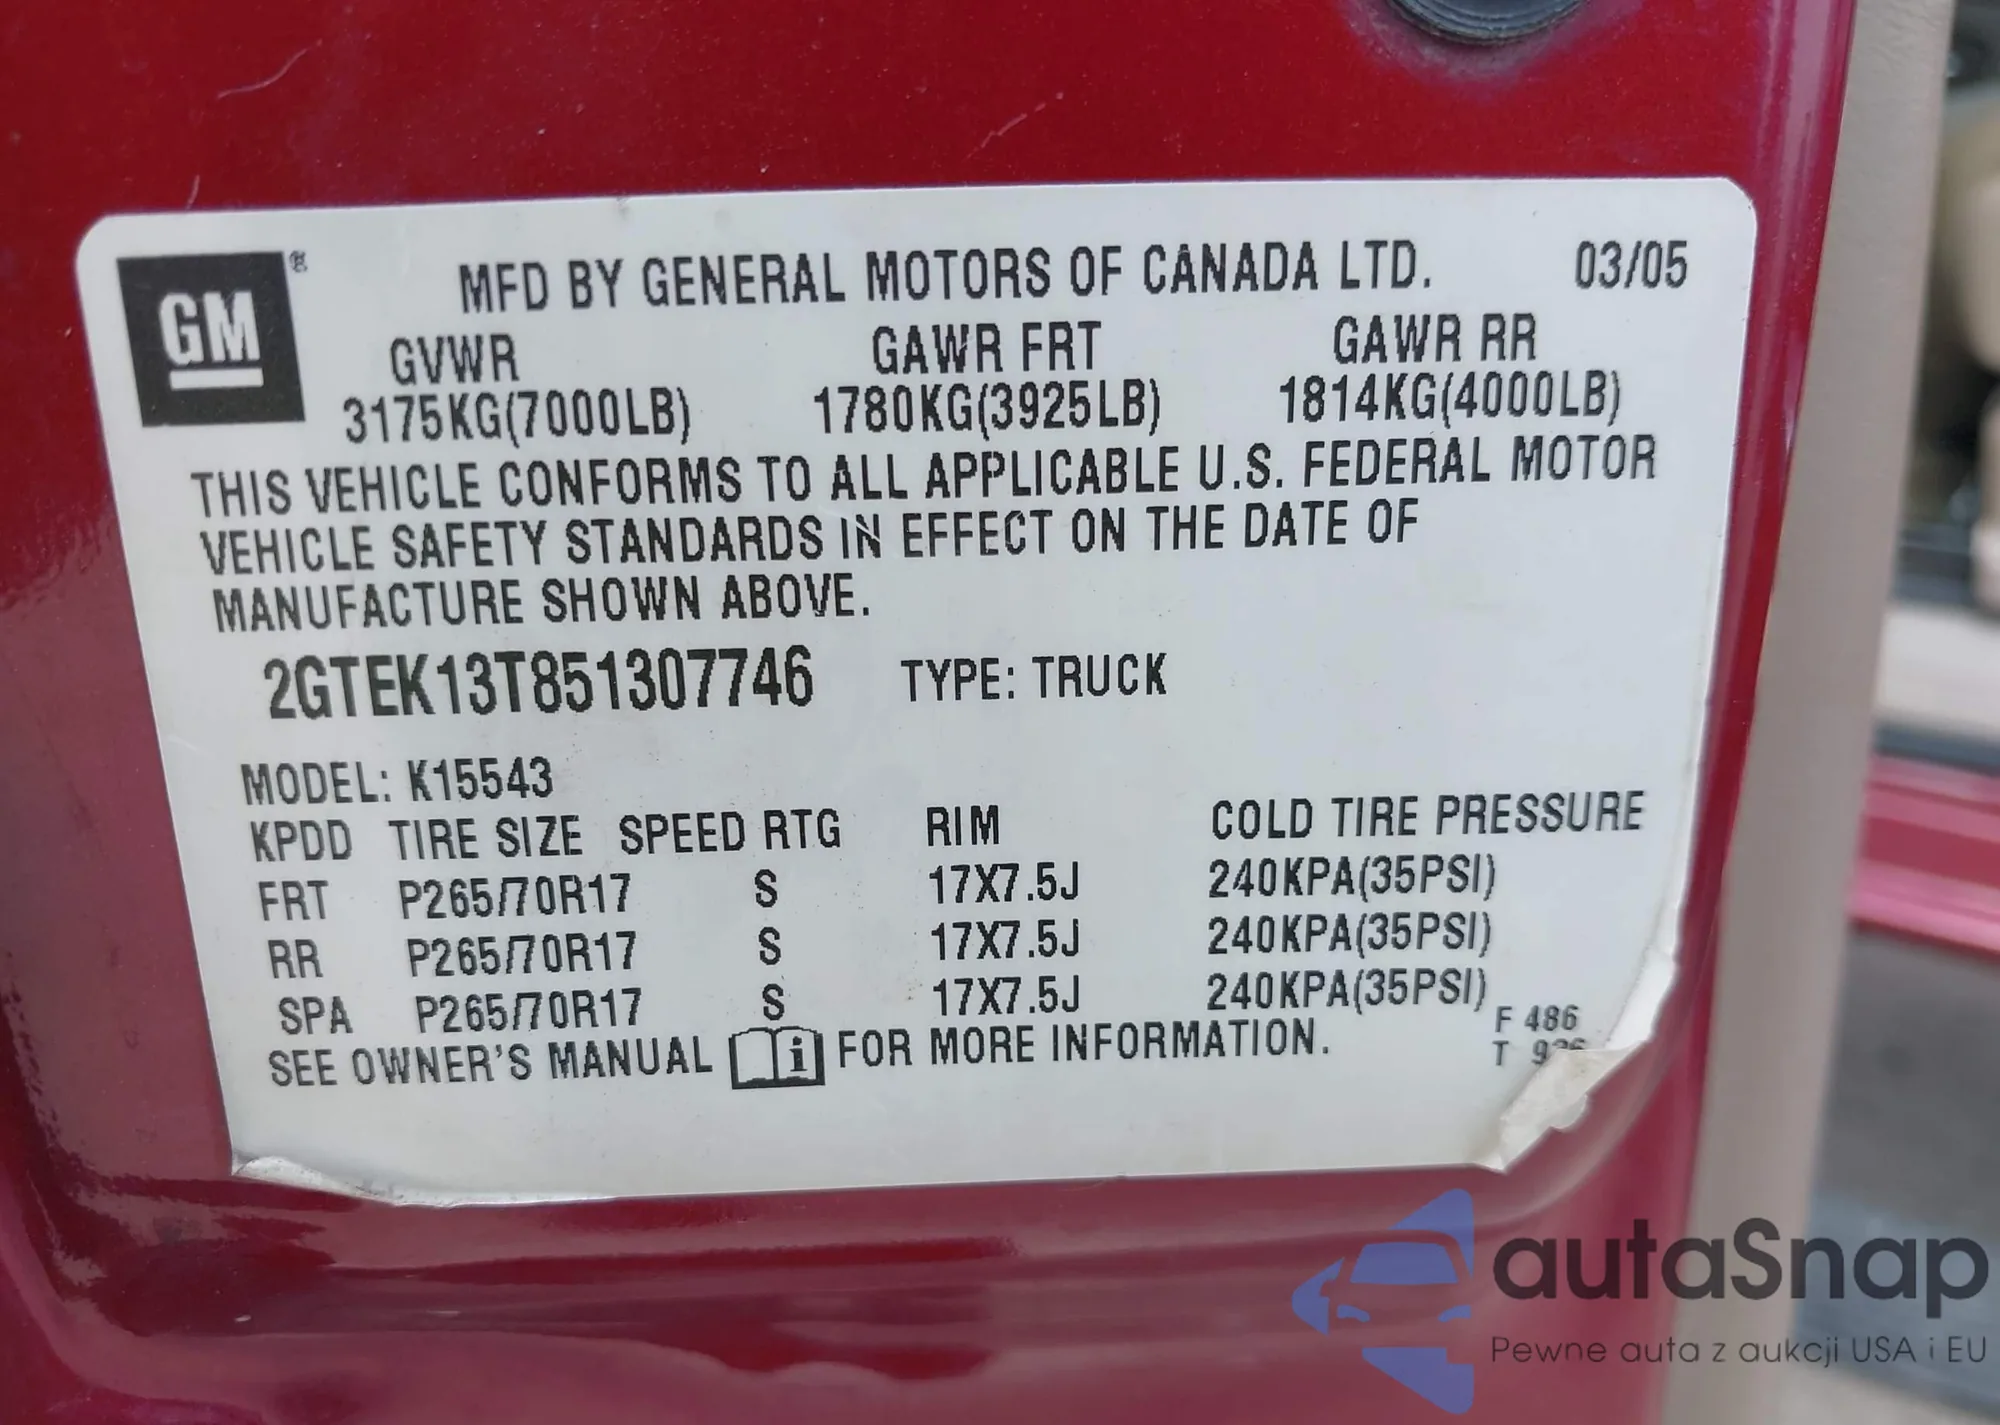 GM®
MFD BY GENERAL MOTORS OF CANADA LTD. 03/05
GVWR GAWR FRT GAWR RR
3175KG(7000LB) 1780KG(3925LB) 1814KG(4000LB)
THIS VEHICLE CONFORMS TO ALL APPLICABLE U.S. FEDERAL MOTOR
VEHICLE SAFETY STANDARDS IN EFFECT ON THE DATE OF
MANUFACTURE SHOWN ABOVE.
2GTEK13T851307746 TYPE: TRUCK
MODEL: K15543
KPDD TIRE SIZE SPEED RTG RIM COLD TIRE PRESSURE
FRT P265/70R17 S 17X7.5J 240KPA(35PSI)
RR P265/70R17 S 17X7.5J 240KPA(35PSI)
SPA P265/70R17 S 17X7.5J 240KPA(35PSI)
F 486
SEE OWNER'S MANUAL i FOR MORE INFORMATION. T
autaSnap
Pewne auta z aukcji USA i EU